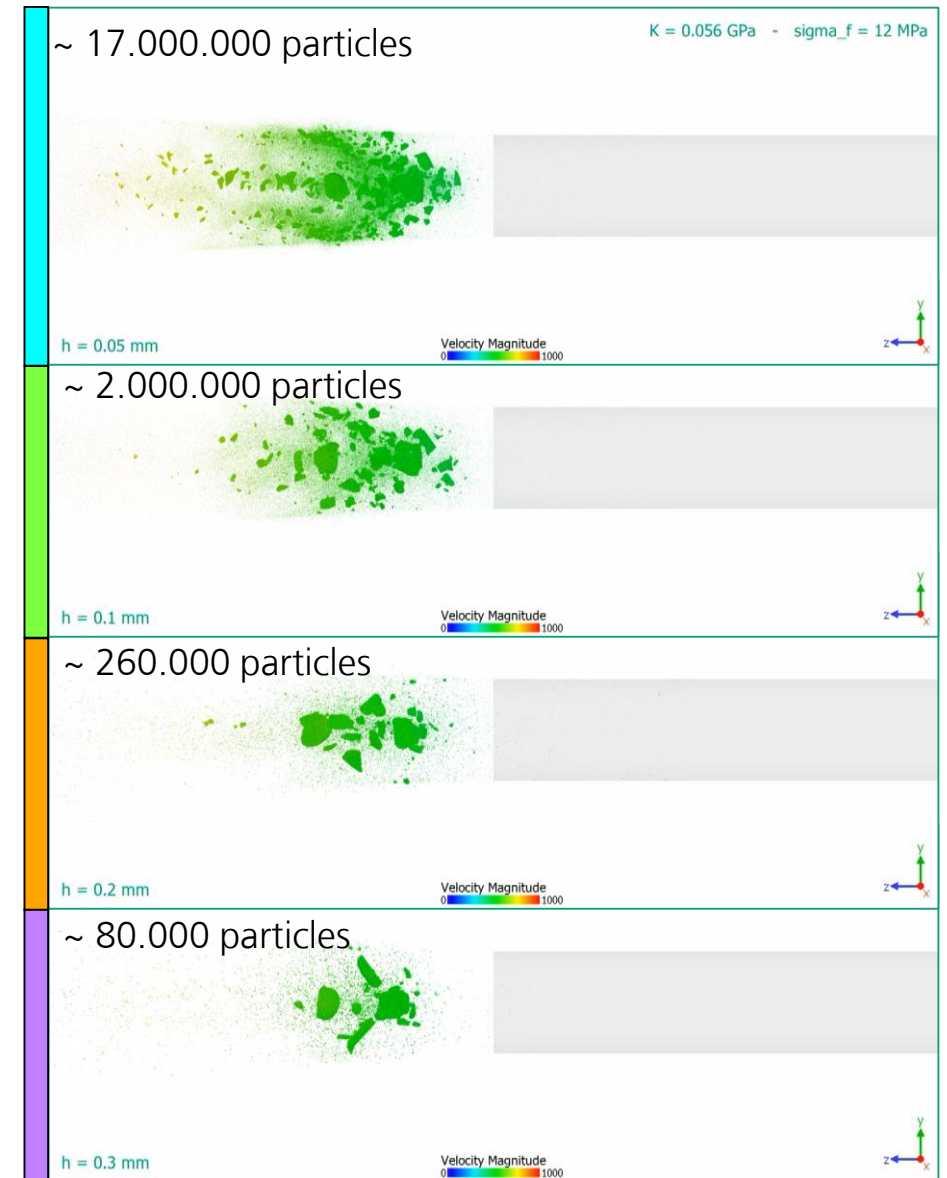 ~ 17.000.000 particles
K = 0.056 GPa - sigma_f = 12 MPa
h = 0.05 mm
Velocity Magnitude
0 1000
y
z
x
~ 2.000.000 particles
h = 0.1 mm
Velocity Magnitude
0 1000
y
z
x
~ 260.000 particles
h = 0.2 mm
Velocity Magnitude
0 1000
y
z
x
~ 80.000 particles
h = 0.3 mm
Velocity Magnitude
0 1000
y
z
x